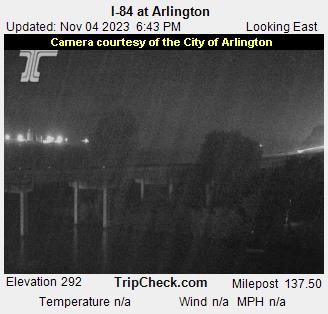 I-84 at Arlington
Updated: Nov 04 2023 6:43 PM Looking East
Camera courtesy of the City of Arlington
Elevation 292 TripCheck.com Milepost 137.50
Temperature n/a Wind n/a MPH n/a